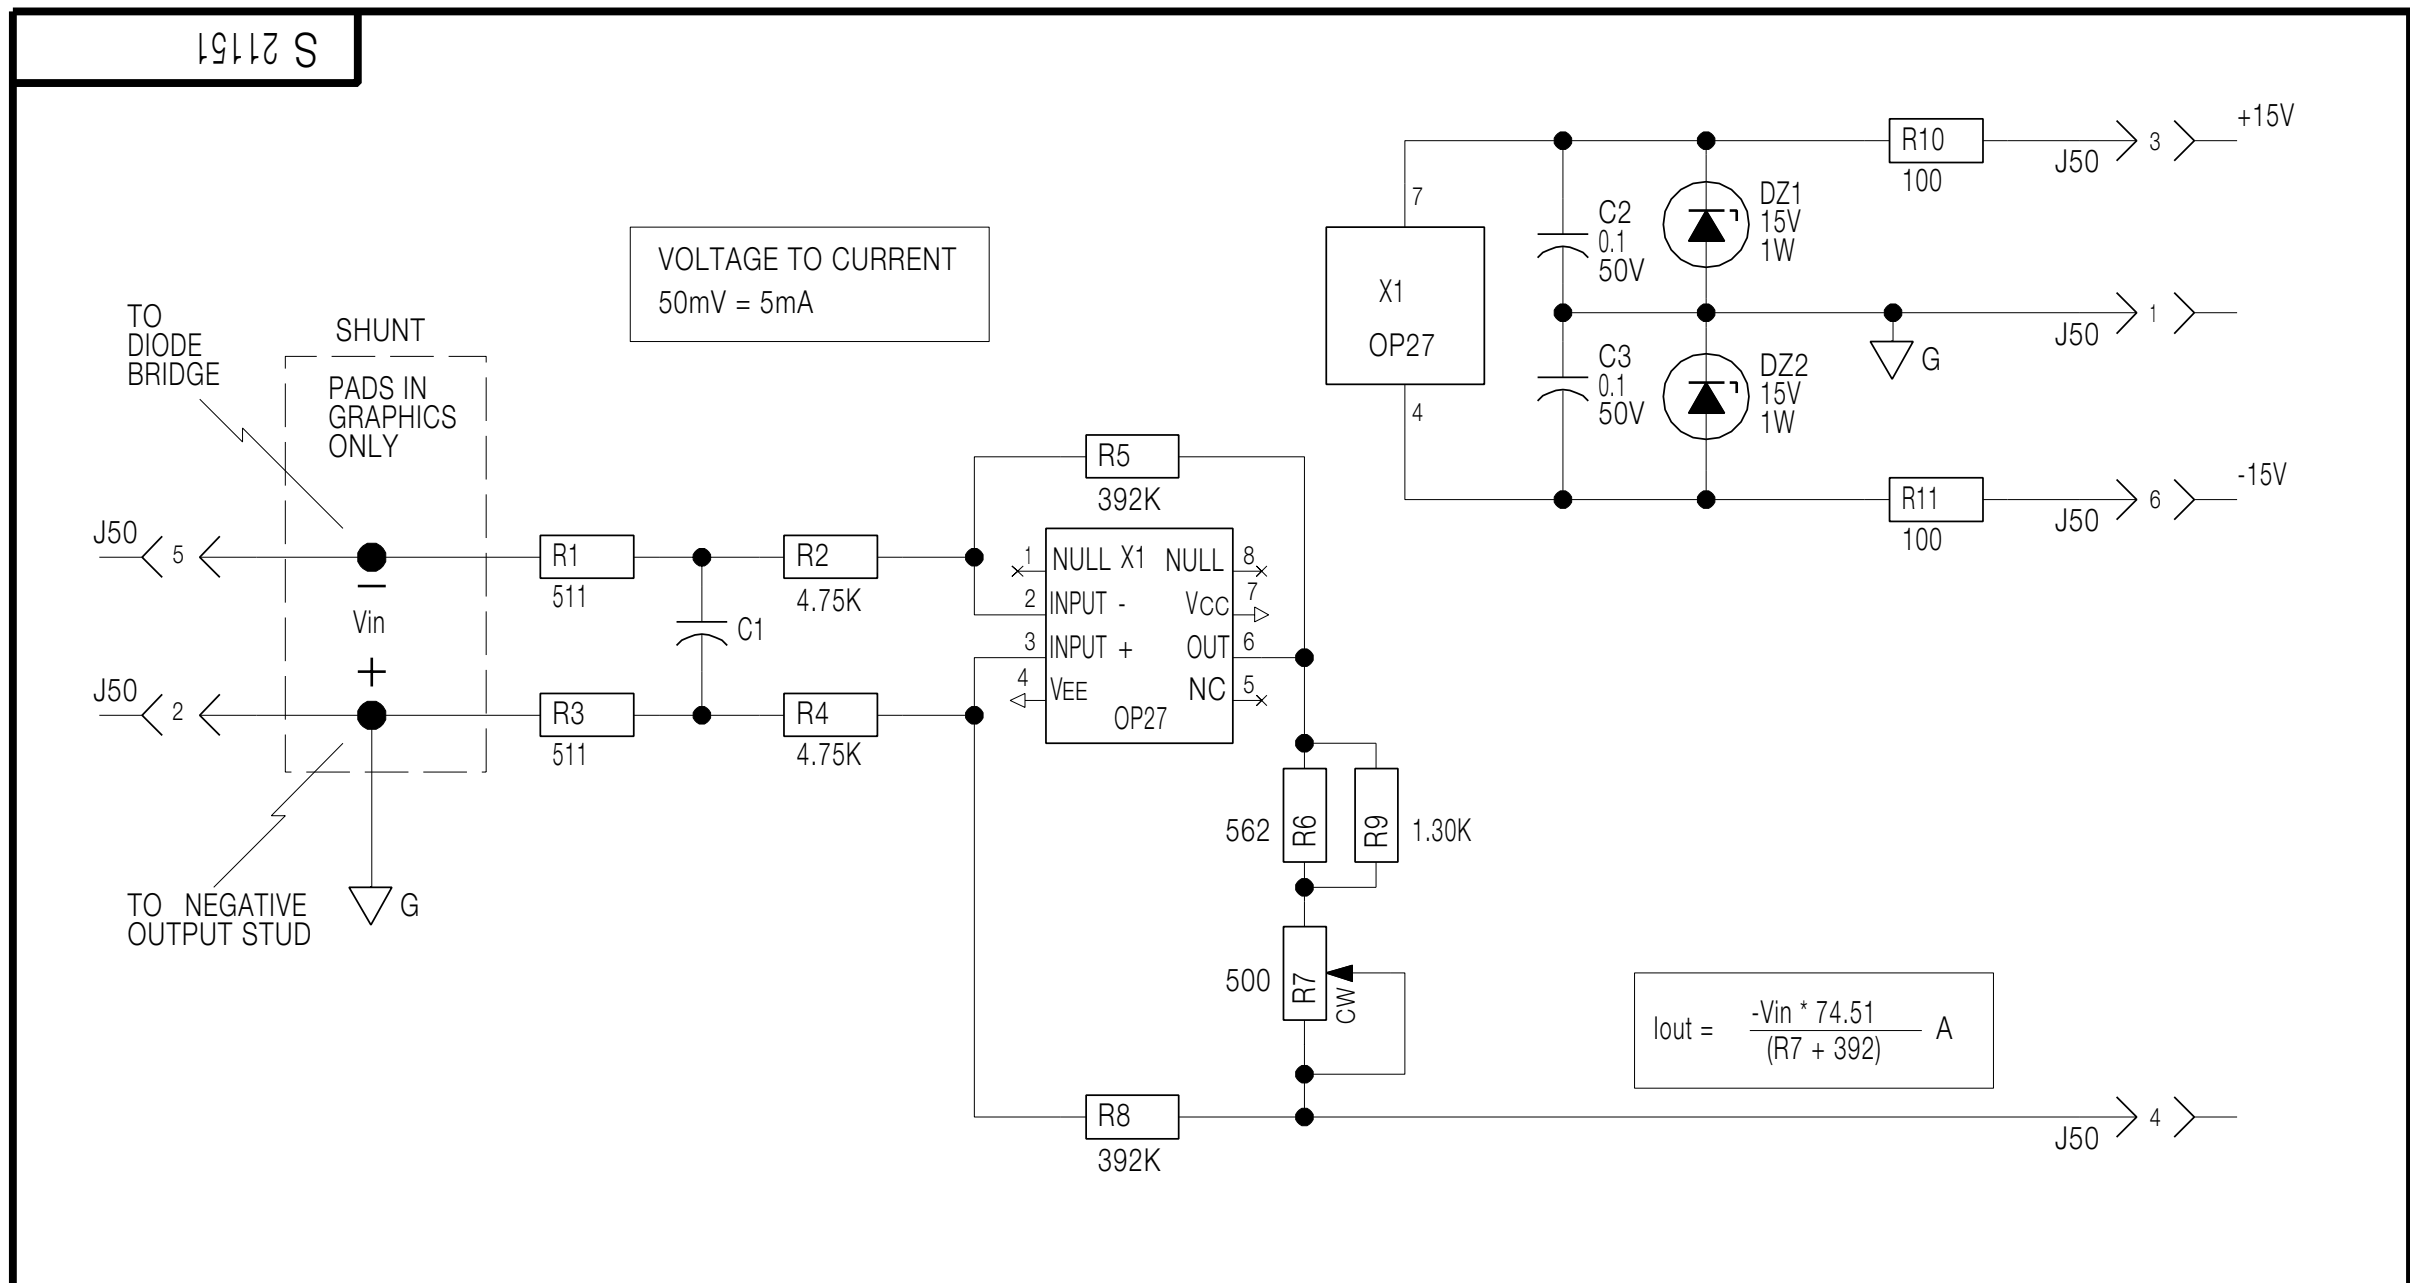 S 21151
VOLTAGE TO CURRENT
50mV = 5mA
TO
DIODE
BRIDGE
SHUNT
PADS IN
GRAPHICS
ONLY
J50
5
Vin
J50
2
+
−
TO NEGATIVE
OUTPUT STUD
G
R1
511
R3
511
C1
R2
4.75K
R4
4.75K
R5
392K
1
NULL
X1
NULL
8
2
INPUT -
VCC
7
3
INPUT +
OUT
6
4
VEE
NC
5
OP27
562
R6
R9
1.30K
500
R7
CW
R8
392K
7
X1
OP27
4
C2
0.1
50V
C3
0.1
50V
DZ1
15V
1W
DZ2
15V
1W
R10
100
J50
3
+15V
G
J50
1
R11
100
J50
6
-15V
Iout =
-Vin * 74.51
(R7 + 392)
A
J50
4